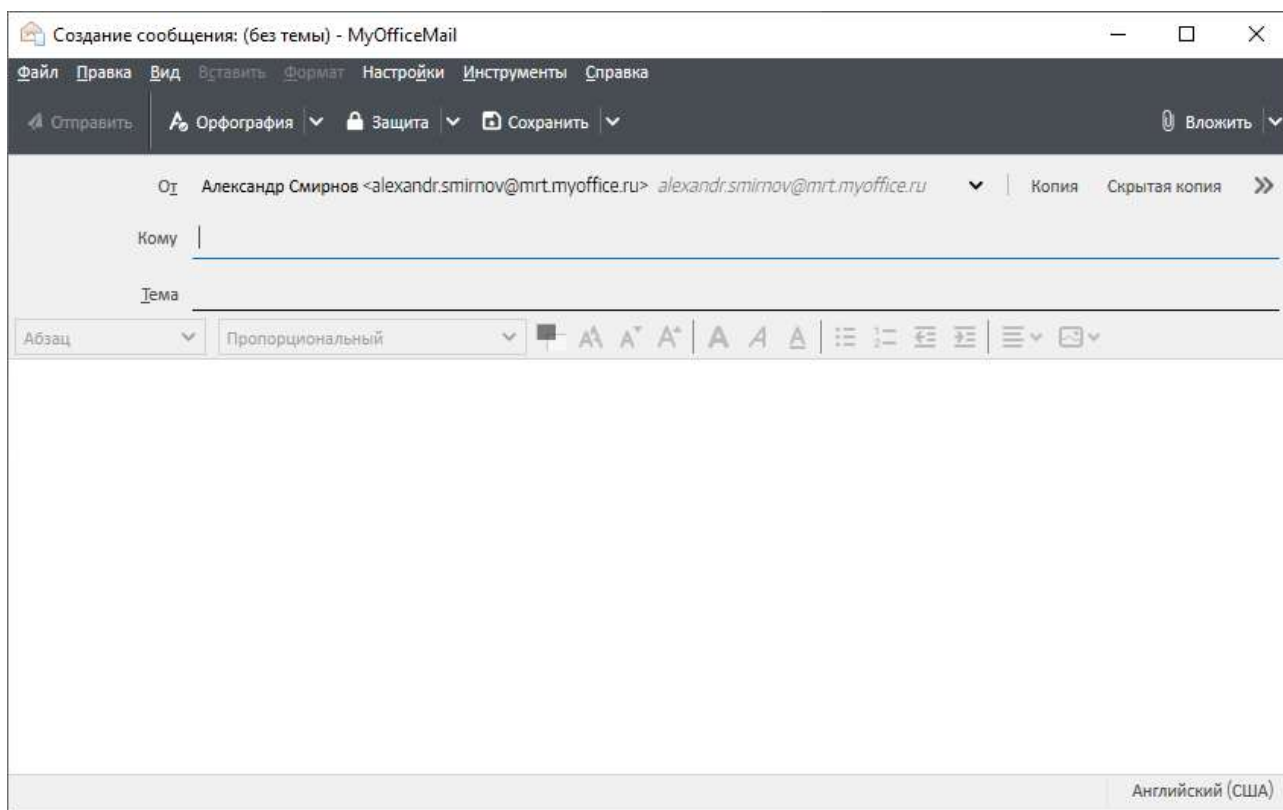 Создание сообщения: (без темы) - MyOfficeMail
Файл Правка Вид Вставить Формат Настройки Инструменты Справка
Отправить Орфография Защита Сохранить Вложить
От Александр Смирнов <alexandr.smirnov@mrt.myoffice.ru> alexandr.smirnov@mrt.myoffice.ru Копия Скрытая копия
Кому
Тема
Абзац Пропорциональный
Английский (США)